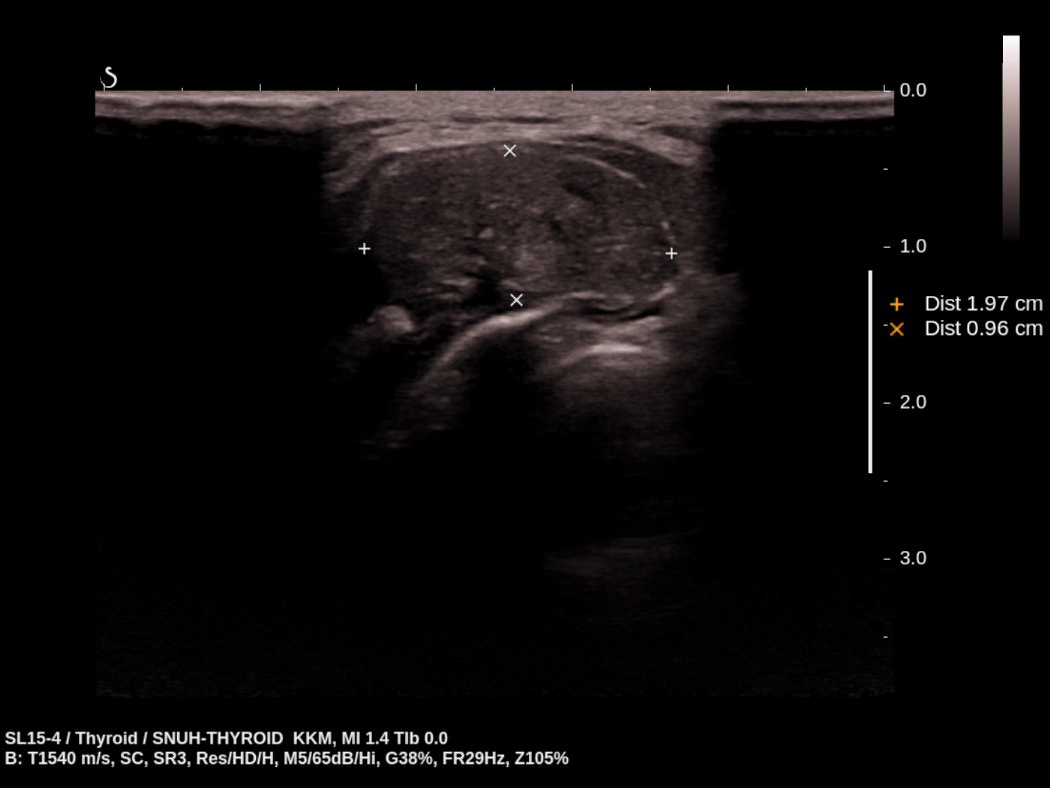 S
0.0
1.0
+ Dist 1.97 cm
× Dist 0.96 cm
2.0
3.0
SL15-4 / Thyroid / SNUH-THYROID KKM, MI 1.4 TIb 0.0
B: T1540 m/s, SC, SR3, Res/HD/H, M5/65dB/Hi, G38%, FR29Hz, Z105%